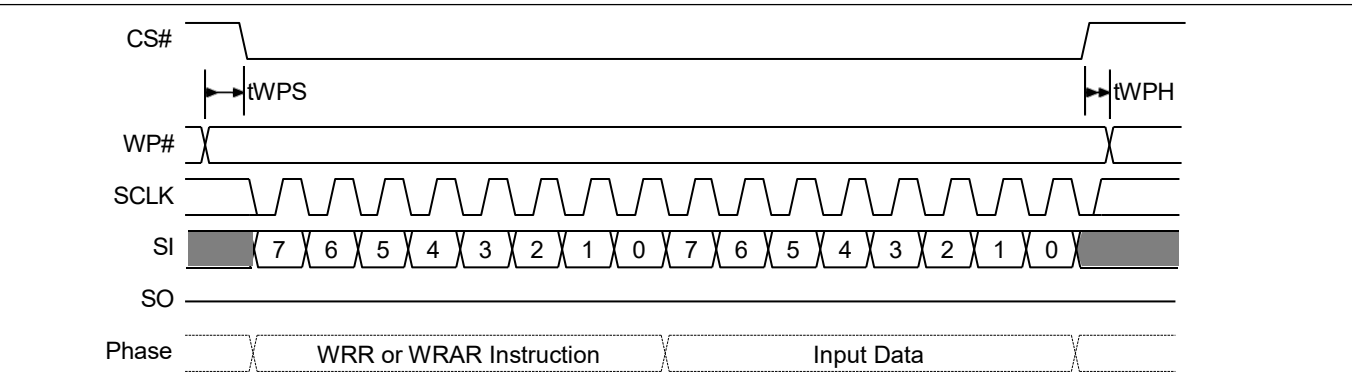 CS#
tWPS
tWPH
WP#
SCLK
SI 7 6 5 4 3 2 1 0 7 6 5 4 3 2 1 0
SO
Phase WRR or WRAR Instruction Input Data